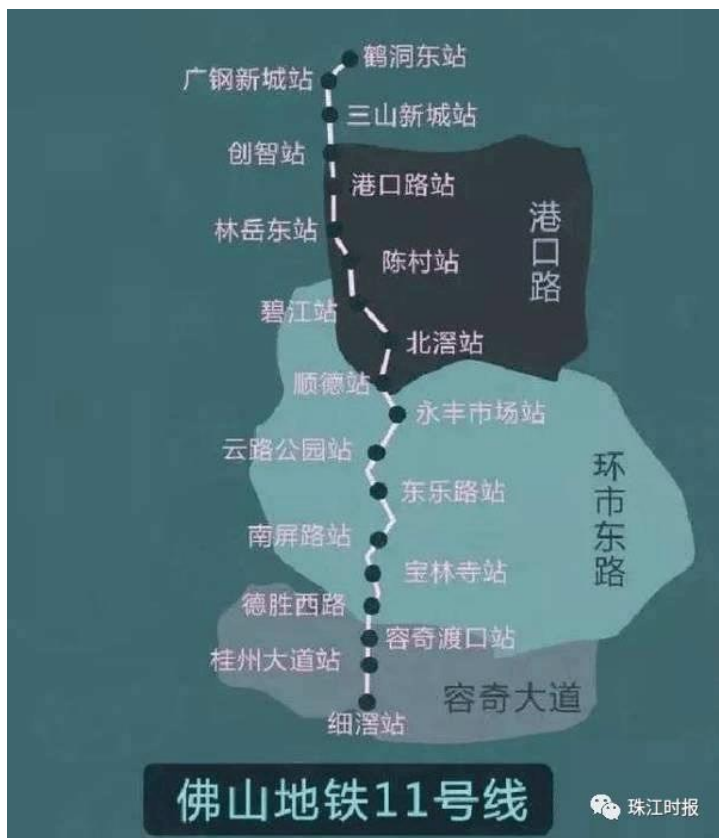 鹤洞东站
广钢新城站
三山新城站
创智站
港口路站
林岳东站
陈村站
碧江站
北滘站
顺德站
永丰市场站
云路公园站
东乐路站
南屏路站
宝林寺站
德胜西路
容奇渡口站
桂州大道站
细滘站
港口路
环市东路
容奇大道
佛山地铁11号线
珠江时报